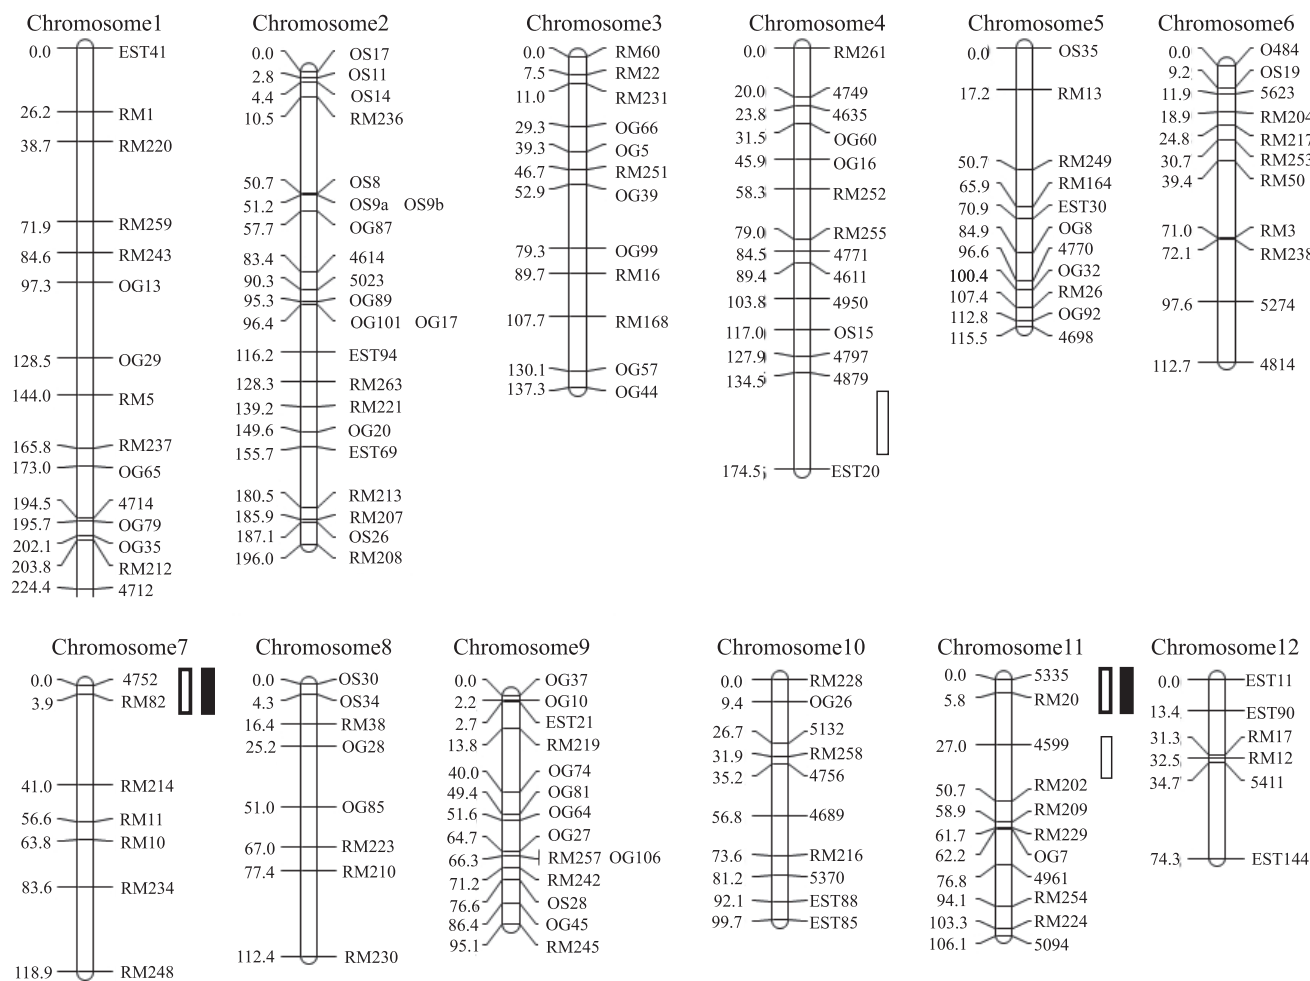 Chromosome1
0.0 EST41
26.2 RM1
38.7 RM220
71.9 RM259
84.6 RM243
97.3 OG13
128.5 OG29
144.0 RM5
165.8 RM237
173.0 OG65
194.5 4714
195.7 OG79
202.1 OG35
203.8 RM212
224.4 4712
Chromosome2
0.0 OS17
2.8 OS11
4.4 OS14
10.5 RM236
50.7 OS8
51.2 OS9a OS9b
57.7 OG87
83.4 4614
90.3 5023
95.3 OG89
96.4 OG101 OG17
116.2 EST94
128.3 RM263
139.2 RM221
149.6 OG20
155.7 EST69
180.5 RM213
185.9 RM207
187.1 OS26
196.0 RM208
Chromosome3
0.0 RM60
7.5 RM22
11.0 RM231
29.3 OG66
39.3 OG5
46.7 RM251
52.9 OG39
79.3 OG99
89.7 RM16
107.7 RM168
130.1 OG57
137.3 OG44
Chromosome4
0.0 RM261
20.0 4749
23.8 4635
31.5 OG60
45.9 OG16
58.3 RM252
79.0 RM255
84.5 4771
89.4 4611
103.8 4950
117.0 OS15
127.9 4797
134.5 4879
174.5 EST20
Chromosome5
0.0 OS35
17.2 RM13
50.7 RM249
65.9 RM164
70.9 EST30
84.9 OG8
96.6 4770
100.4 OG32
107.4 RM26
112.8 OG92
115.5 4698
Chromosome6
0.0 O484
9.2 OS19
11.9 5623
18.9 RM204
24.8 RM217
30.7 RM253
39.4 RM50
71.0 RM3
72.1 RM238
97.6 5274
112.7 4814
Chromosome7
0.0 4752
3.9 RM82
41.0 RM214
56.6 RM11
63.8 RM10
83.6 RM234
118.9 RM248
Chromosome8
0.0 OS30
4.3 OS34
16.4 RM38
25.2 OG28
51.0 OG85
67.0 RM223
77.4 RM210
112.4 RM230
Chromosome9
0.0 OG37
2.2 OG10
2.7 EST21
13.8 RM219
40.0 OG74
49.4 OG81
51.6 OG64
64.7 OG27
66.3 RM257 OG106
71.2 RM242
76.6 OS28
86.4 OG45
95.1 RM245
Chromosome10
0.0 RM228
9.4 OG26
26.7 5132
31.9 RM258
35.2 4756
56.8 4689
73.6 RM216
81.2 5370
92.1 EST88
99.7 EST85
Chromosome11
0.0 5335
5.8 RM20
27.0 4599
50.7 RM202
58.9 RM209
61.7 RM229
62.2 OG7
76.8 4961
94.1 RM254
103.3 RM224
106.1 5094
Chromosome12
0.0 EST11
13.4 EST90
31.3 RM17
32.5 RM12
34.7 5411
74.3 EST144